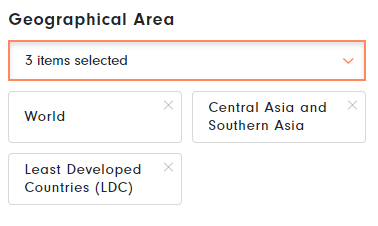 Geographical Area
3 items selected
World
Central Asia and
Southern Asia
Least Developed
Countries (LDC)